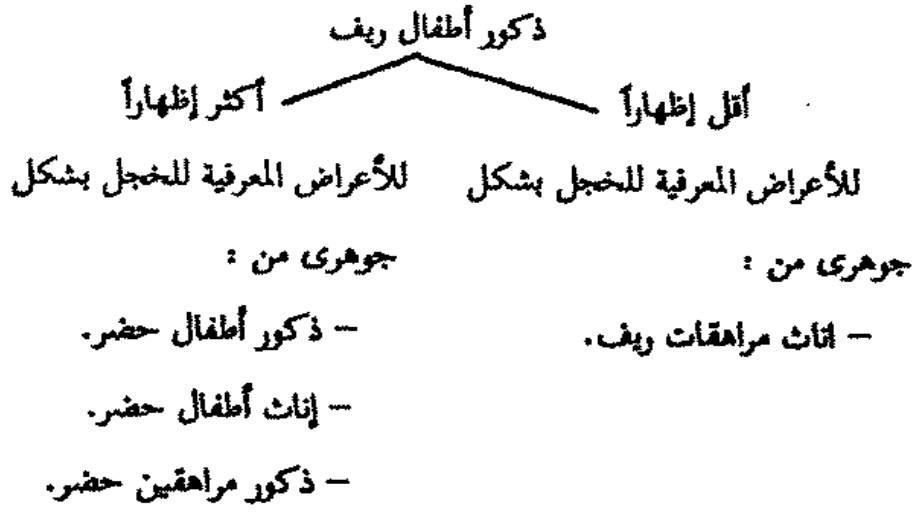 ذكور أطفال ريف
أقل إظهاراً
للأعراض المعرفية للخجل بشكل
جوهرى من :
– اناث مراهقات ريف.
أكثر إظهاراً
للأعراض المعرفية للخجل بشكل
جوهرى من :
– ذكور أطفال حضر.
– إناث أطفال حضر.
– ذكور مراهقين حضر.